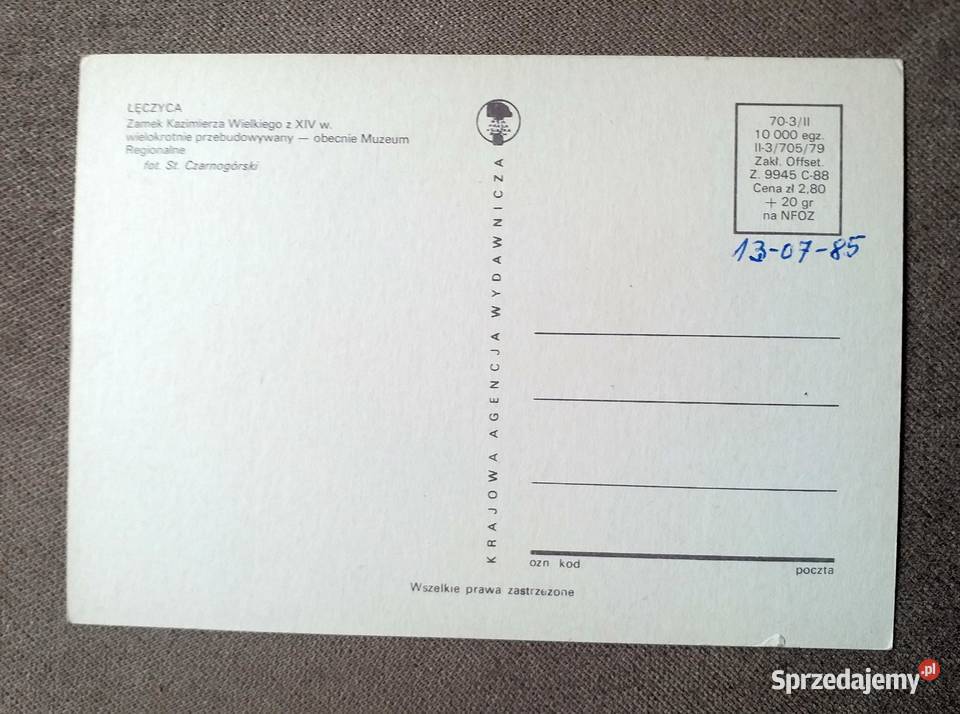 ŁĘCZYCA
Zamek Kazimierza Wielkiego z XIV w.
wielokrotnie przebudowywany — obecnie Muzeum
Regionalne
fot. St. Czarnogórski
KRAJOWA AGENCJA WYDAWNICZA
70-3/II
10 000 egz.
II-3/705/79
Zakł. Offset.
Z. 9945 C-88
Cena zł 2,80
+ 20 gr
na NFOZ
13-07-85
ozn kod
poczta
Wszelkie prawa zastrzeżone
Sprzedajemy.pl